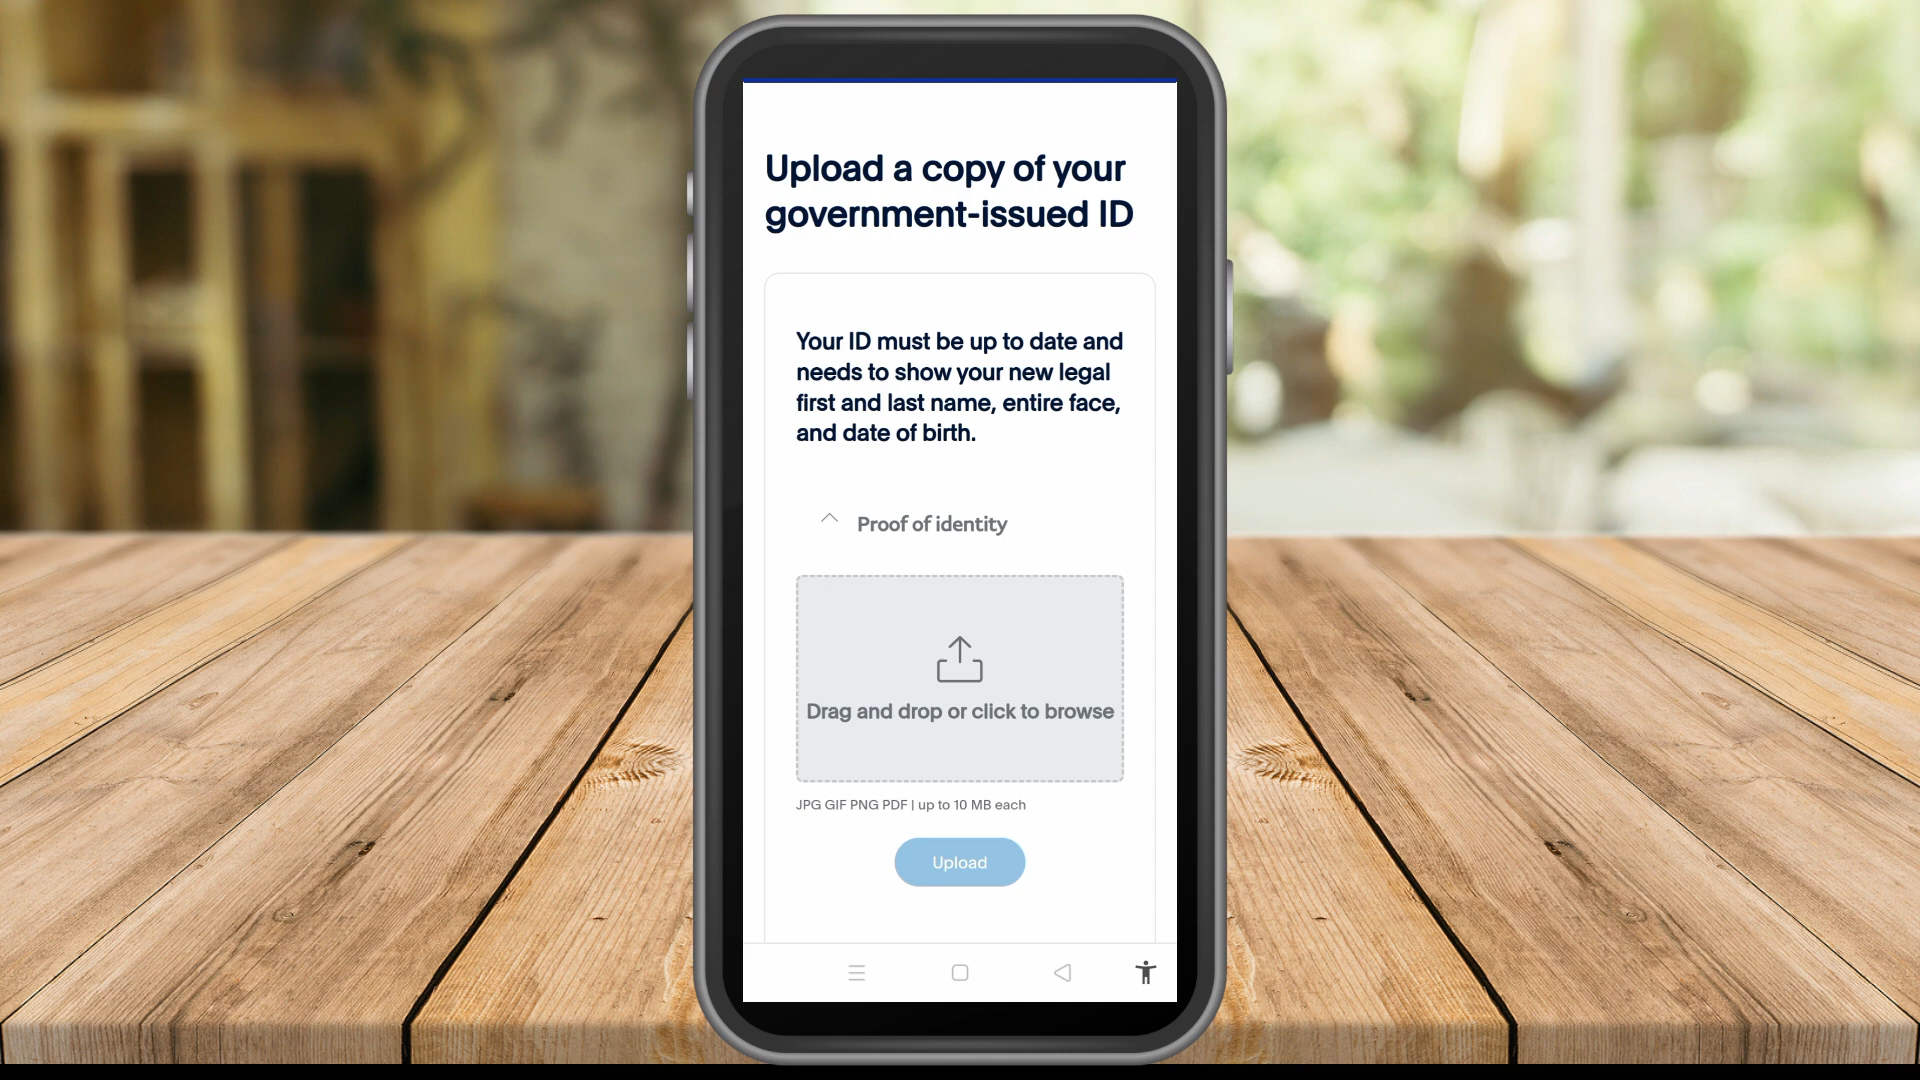 Upload a copy of your
government-issued ID
Your ID must be up to date and
needs to show your new legal
first and last name, entire face,
and date of birth.
Proof of identity
Drag and drop or click to browse
JPG GIF PNG PDF | up to 10 MB each
Upload